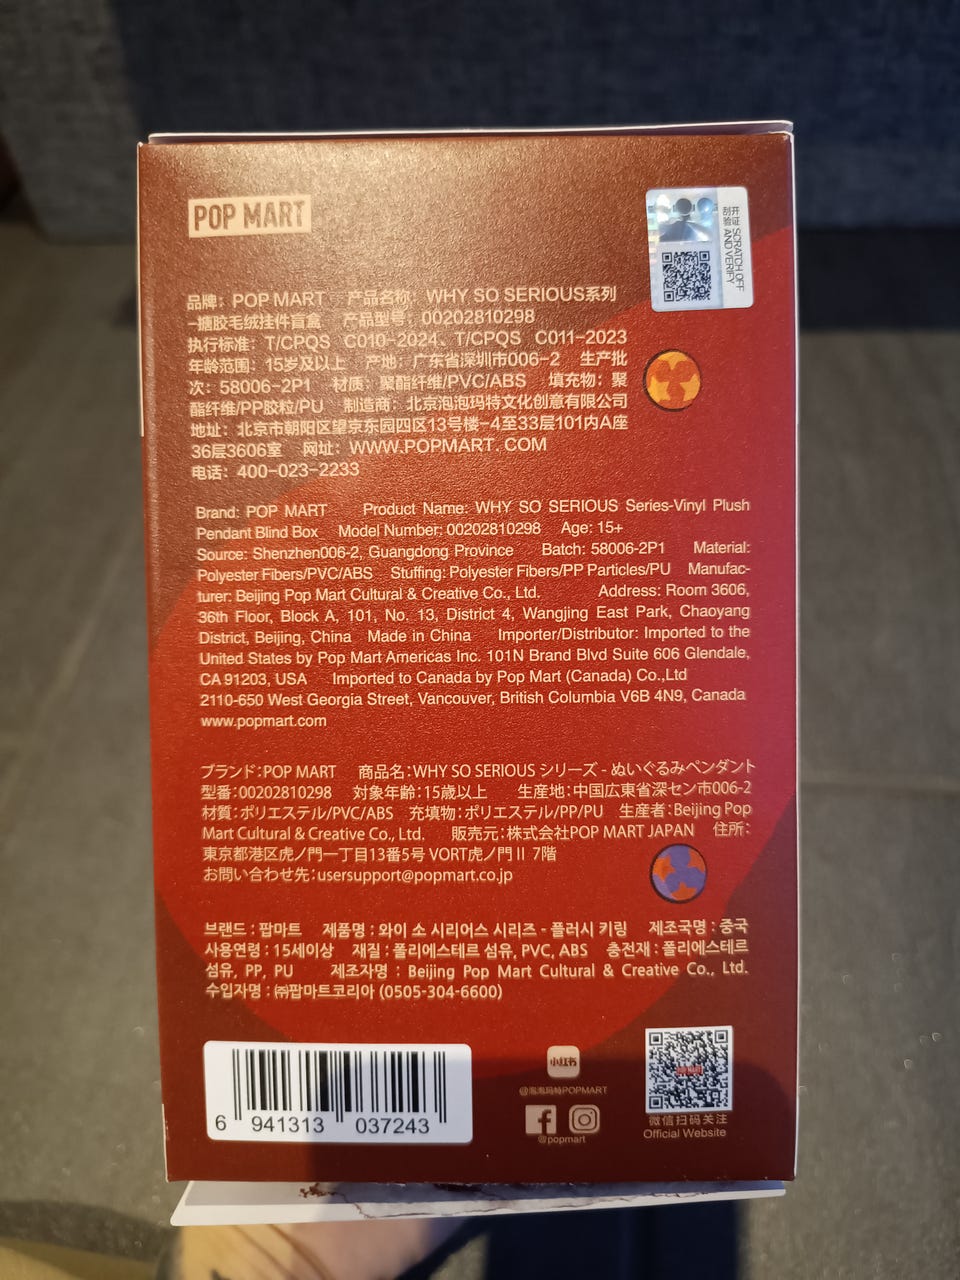 POP MART
刮开验证 SCRATCH OFF AND VERIFY
品牌：POP MART 产品名称：WHY SO SERIOUS系列
-搪胶毛绒挂件盲盒 产品型号：00202810298
执行标准：T/CPQS C010-2024、T/CPQS C011-2023
年龄范围：15岁及以上 产地：广东省深圳市006-2 生产批
次：58006-2P1 材质：聚酯纤维/PVC/ABS 填充物：聚
酯纤维/PP胶粒/PU 制造商：北京泡泡玛特文化创意有限公司
地址：北京市朝阳区望京东园四区13号楼-4至33层101内A座
36层3606室 网址：WWW.POPMART.COM
电话：400-023-2233
Brand: POP MART Product Name: WHY SO SERIOUS Series-Vinyl Plush
Pendant Blind Box Model Number: 00202810298 Age: 15+
Source: Shenzhen006-2, Guangdong Province Batch: 58006-2P1 Material:
Polyester Fibers/PVC/ABS Stuffing: Polyester Fibers/PP Particles/PU Manufac-
turer: Beijing Pop Mart Cultural & Creative Co., Ltd. Address: Room 3606,
36th Floor, Block A, 101, No. 13, District 4, Wangjing East Park, Chaoyang
District, Beijing, China Made in China Importer/Distributor: Imported to the
United States by Pop Mart Americas Inc. 101N Brand Blvd Suite 606 Glendale,
CA 91203, USA Imported to Canada by Pop Mart (Canada) Co.,Ltd
2110-650 West Georgia Street, Vancouver, British Columbia V6B 4N9, Canada
www.popmart.com
ブランド：POP MART 商品名：WHY SO SERIOUS シリーズ - ぬいぐるみペンダント
型番：00202810298 対象年齢：15歳以上 生産地：中国広東省深セン市006-2
材質：ポリエステル/PVC/ABS 充填物：ポリエステル/PP/PU 生産者：Beijing Pop
Mart Cultural & Creative Co., Ltd. 販売元：株式会社POP MART JAPAN 住所：
東京都港区虎ノ門一丁目13番5号 VORT虎ノ門II 7階
お問い合わせ先：usersupport@popmart.co.jp
브랜드 : 팝마트 제품명 : 와이 소 시리어스 시리즈 - 플러시 키링 제조국명 : 중국
사용연령 : 15세이상 재질 : 폴리에스테르 섬유, PVC, ABS 충전재 : 폴리에스테르
섬유, PP, PU 제조자명 : Beijing Pop Mart Cultural & Creative Co., Ltd.
수입자명 : ㈜팝마트코리아 (0505-304-6600)
6 941313 037243
小红书
@泡泡玛特POPMART
@popmart
POP MART
微信扫码关注
Official Website